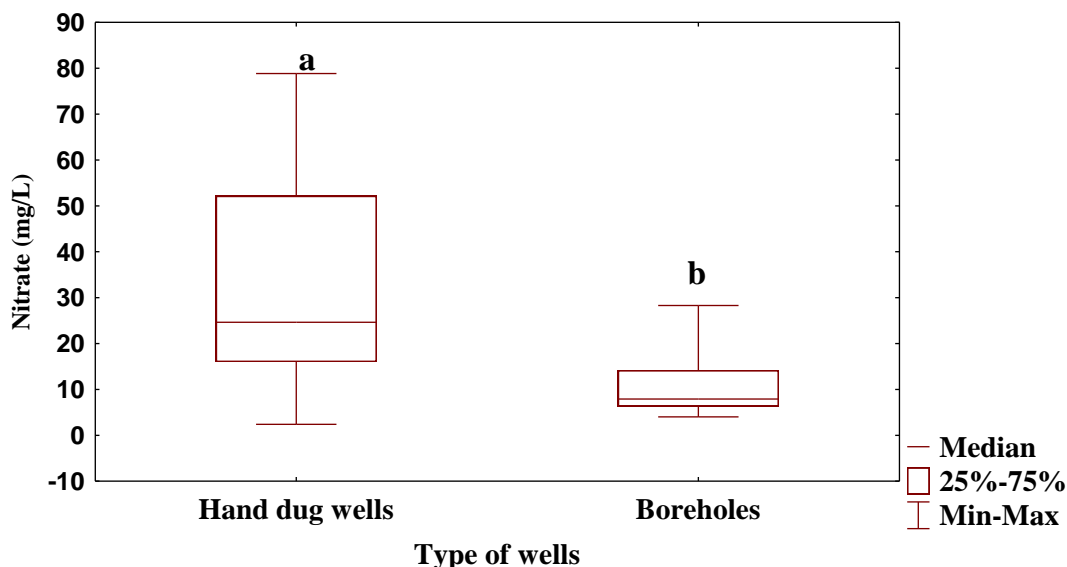 90
80
70
60
50
40
30
20
10
0
-10
Nitrate (mg/L)
a
b
Hand dug wells
Boreholes
Type of wells
Median
25%-75%
Min-Max